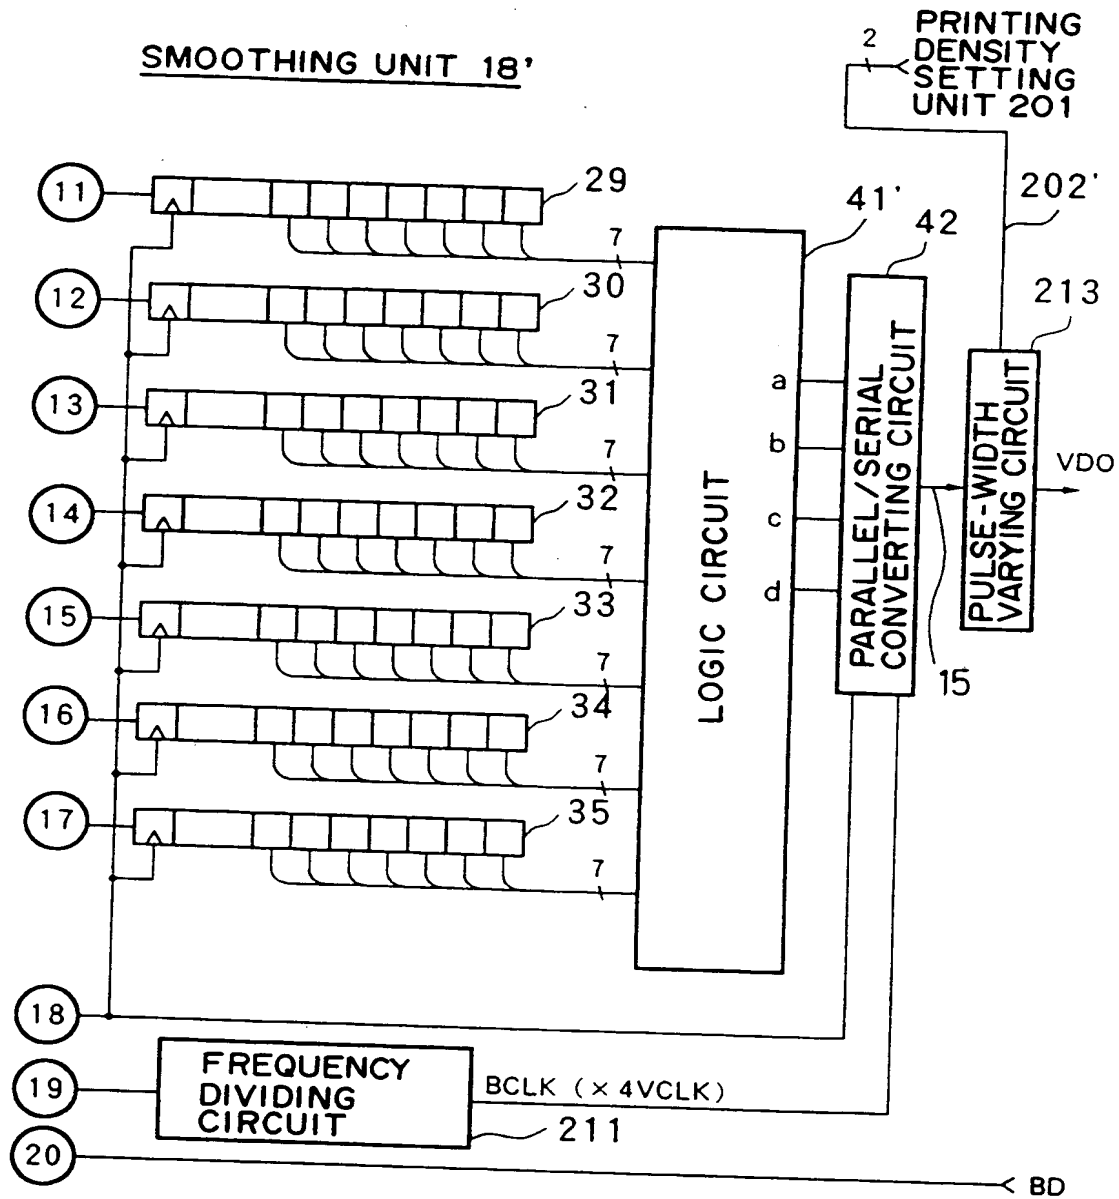 PRINTING
DENSITY
SETTING
UNIT 201
2
SMOOTHING UNIT 18'
11
29
7
41'
42
202'
12
30
7
213
13
31
7
a
b
c
d
14
32
7
LOGIC CIRCUIT
PARALLEL/SERIAL
CONVERTING CIRCUIT
PULSE-WIDTH
VARYING CIRCUIT
VDO
15
15
33
7
16
34
7
17
35
7
18
19
FREQUENCY
DIVIDING
CIRCUIT
BCLK (×4VCLK)
211
20
BD